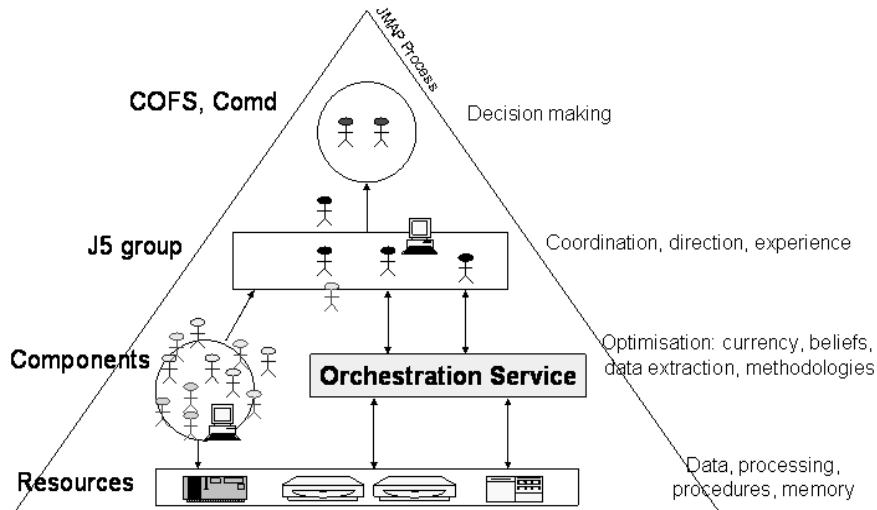 JMAP Process
COFS, Comd
Decision making
J5 group
Coordination, direction, experience
Components
Optimisation: currency, beliefs,
data extraction, methodologies
Orchestration Service
Resources
Data, processing,
procedures, memory